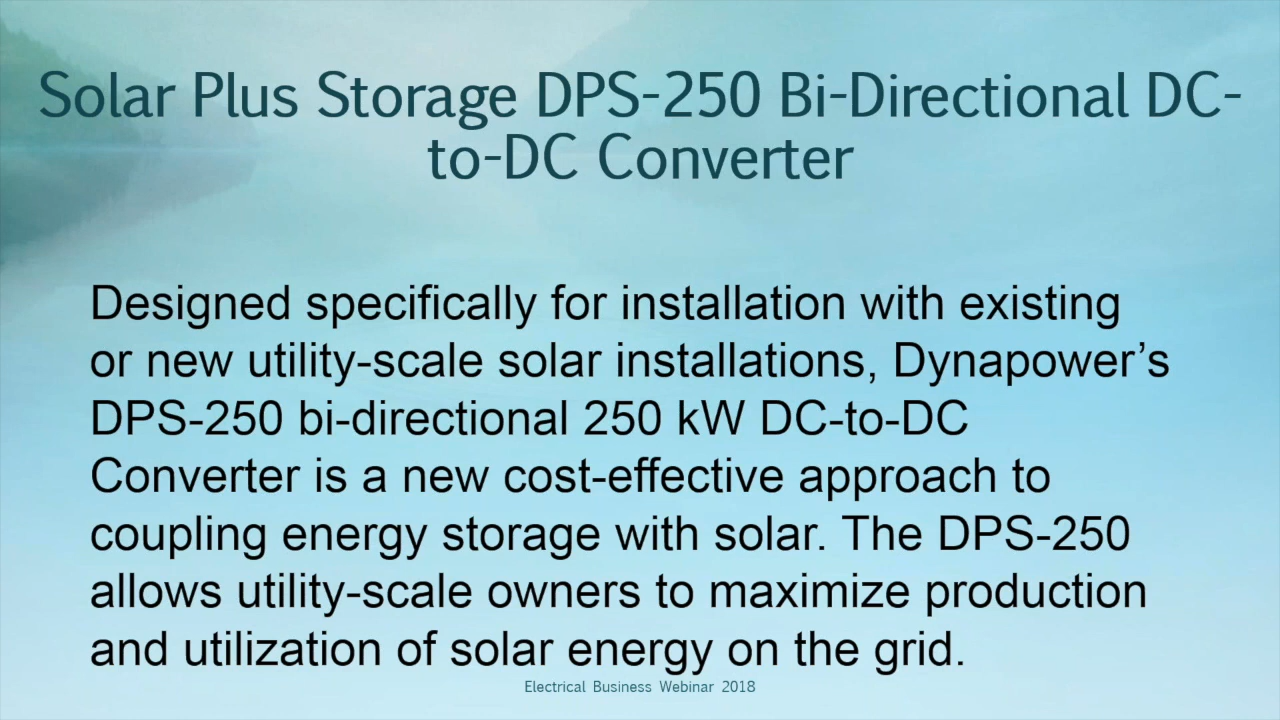 Solar Plus Storage DPS-250 Bi-Directional DC-
to-DC Converter
Designed specifically for installation with existing
or new utility-scale solar installations, Dynapower’s
DPS-250 bi-directional 250 kW DC-to-DC
Converter is a new cost-effective approach to
coupling energy storage with solar. The DPS-250
allows utility-scale owners to maximize production
and utilization of solar energy on the grid.
Electrical Business Webinar 2018